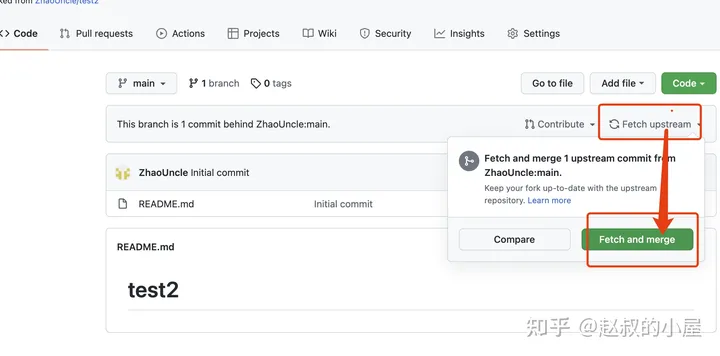 ked from ZhaoUncle/test2
Code Pull requests Actions Projects Wiki Security Insights Settings
main 1 branch 0 tags Go to file Add file Code
This branch is 1 commit behind ZhaoUncle:main. Contribute Fetch upstream
Fetch and merge 1 upstream commit from
ZhaoUncle:main.
Keep your fork up-to-date with the upstream
repository. Learn more
Compare Fetch and merge
ZhaoUncle Initial commit
README.md Initial commit
README.md
test2
知乎 @赵叔的小屋